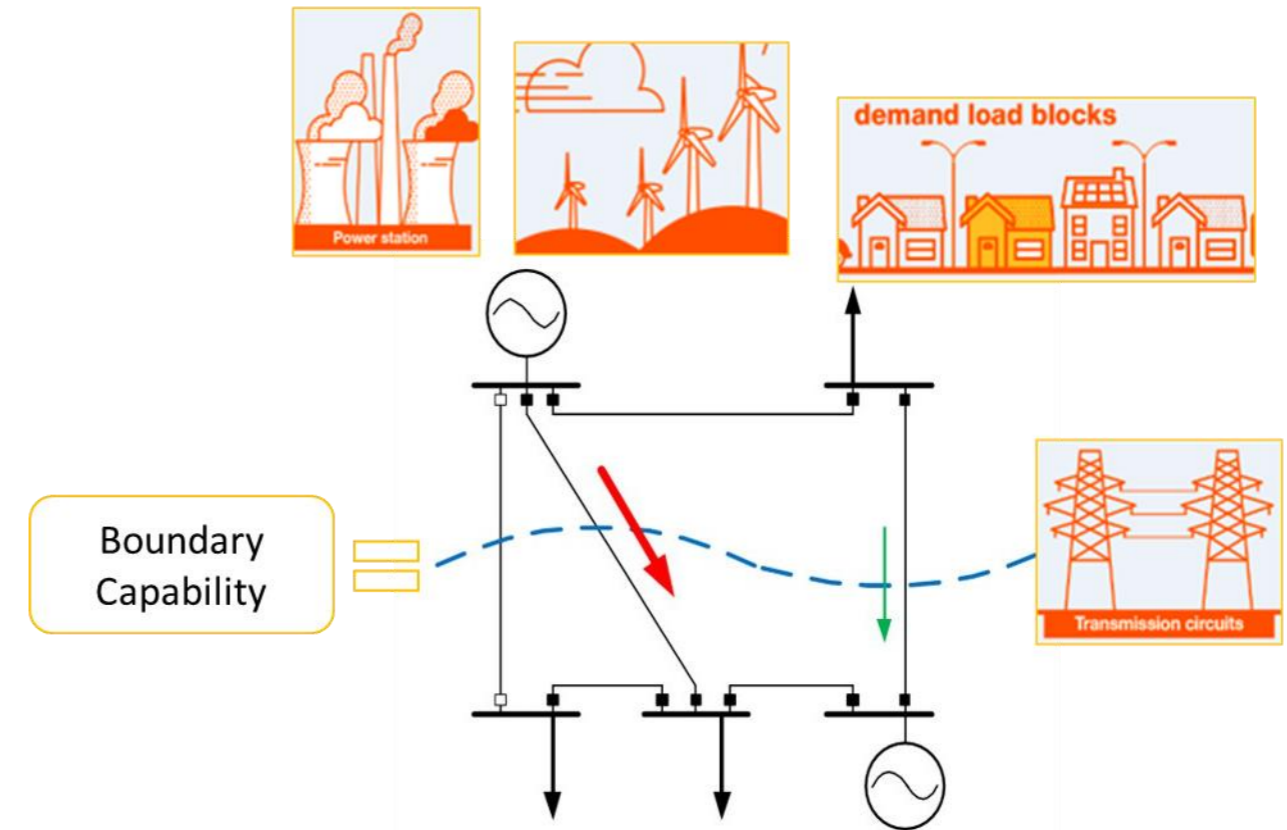 Power station
demand load blocks
Boundary
Capability
Transmission circuits